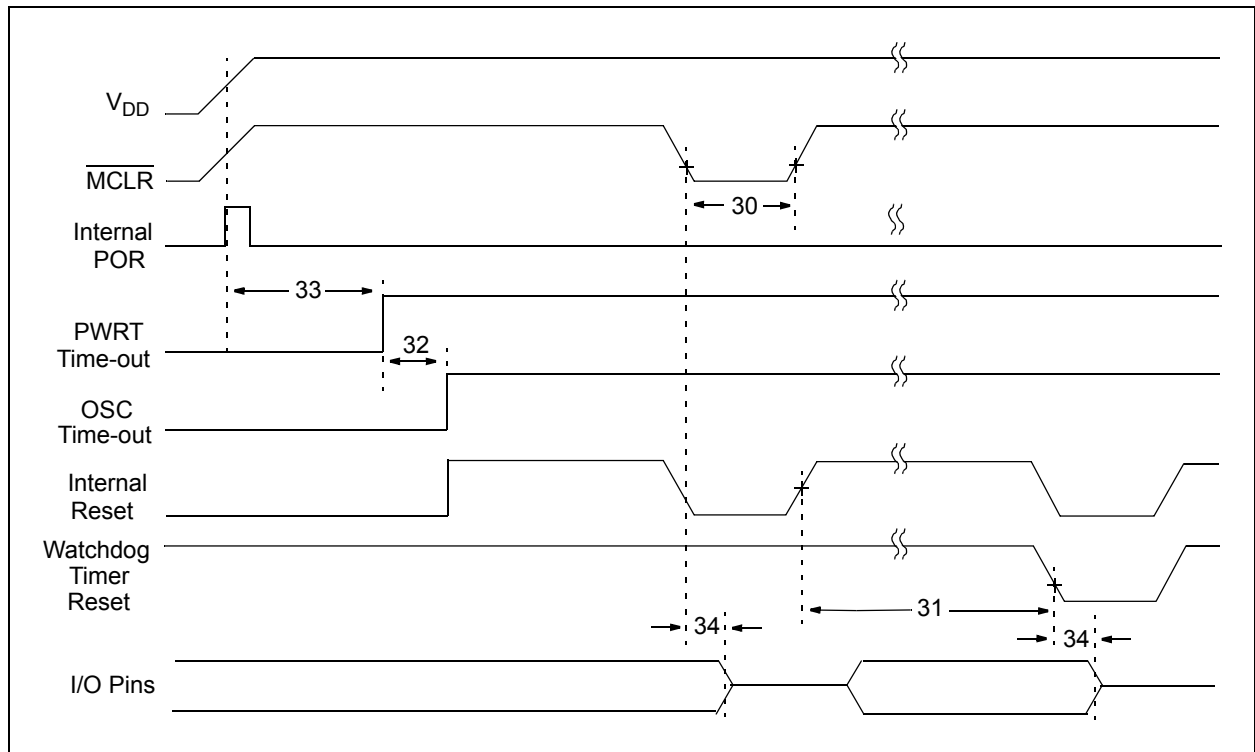 VDD
MCLR
30
Internal
POR
33
PWRT
Time-out
32
OSC
Time-out
Internal
Reset
Watchdog
Timer
Reset
31
34
34
I/O Pins